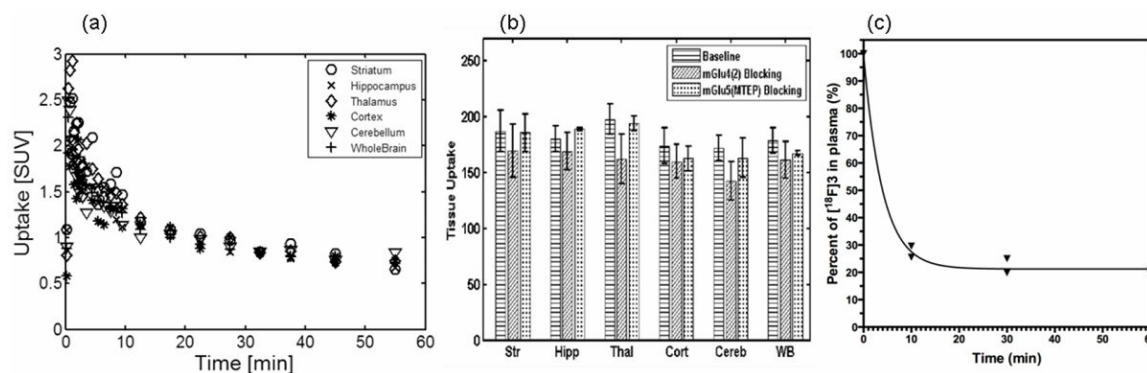 (a)
3
2.5
2
1.5
1
0.5
0
0 10 20 30 40 50 60
Uptake [SUV]
Time [min]
Striatum
Hippocampus
Thalamus
Cortex
Cerebellum
WholeBrain
(b)
250
200
150
100
50
0
Tissue Uptake
Baseline
mGlu4(2) Blocking
mGlu5(MTEP) Blocking
Str Hipp Thal Cort Cereb WB
(c)
100
90
80
70
60
50
40
30
20
10
0
0 10 20 30 40 50 60
Percent of [¹⁸F]3 in plasma (%)
Time (min)